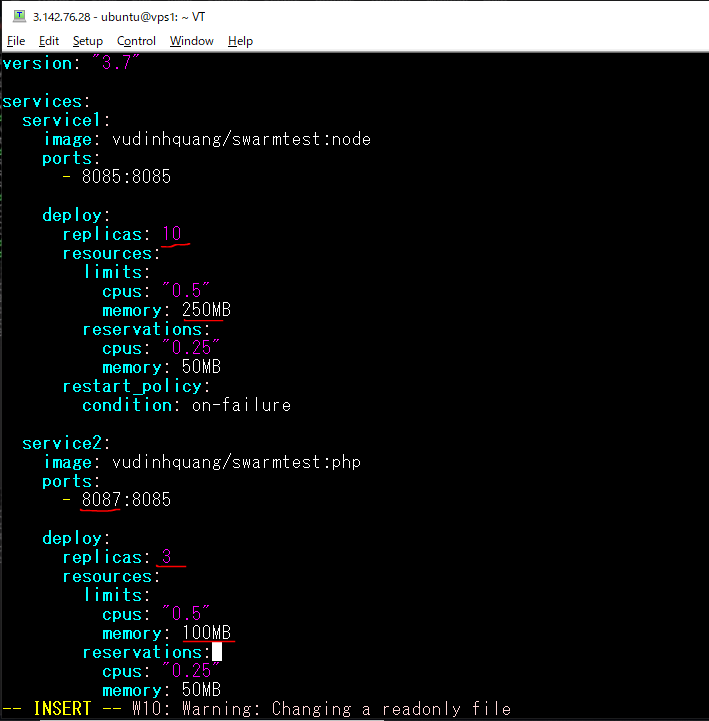 3.142.76.28 - ubuntu@vps1: ~ VT
File Edit Setup Control Window Help
version: "3.7"
services:
  service1:
    image: vudinhquang/swarmtest:node
    ports:
      - 8085:8085
    deploy:
      replicas: 10
      resources:
        limits:
          cpus: "0.5"
          memory: 250MB
        reservations:
          cpus: "0.25"
          memory: 50MB
      restart_policy:
        condition: on-failure
  service2:
    image: vudinhquang/swarmtest:php
    ports:
      - 8087:8085
    deploy:
      replicas: 3
      resources:
        limits:
          cpus: "0.5"
          memory: 100MB
        reservations:
          cpus: "0.25"
          memory: 50MB
-- INSERT -- W10: Warning: Changing a readonly file